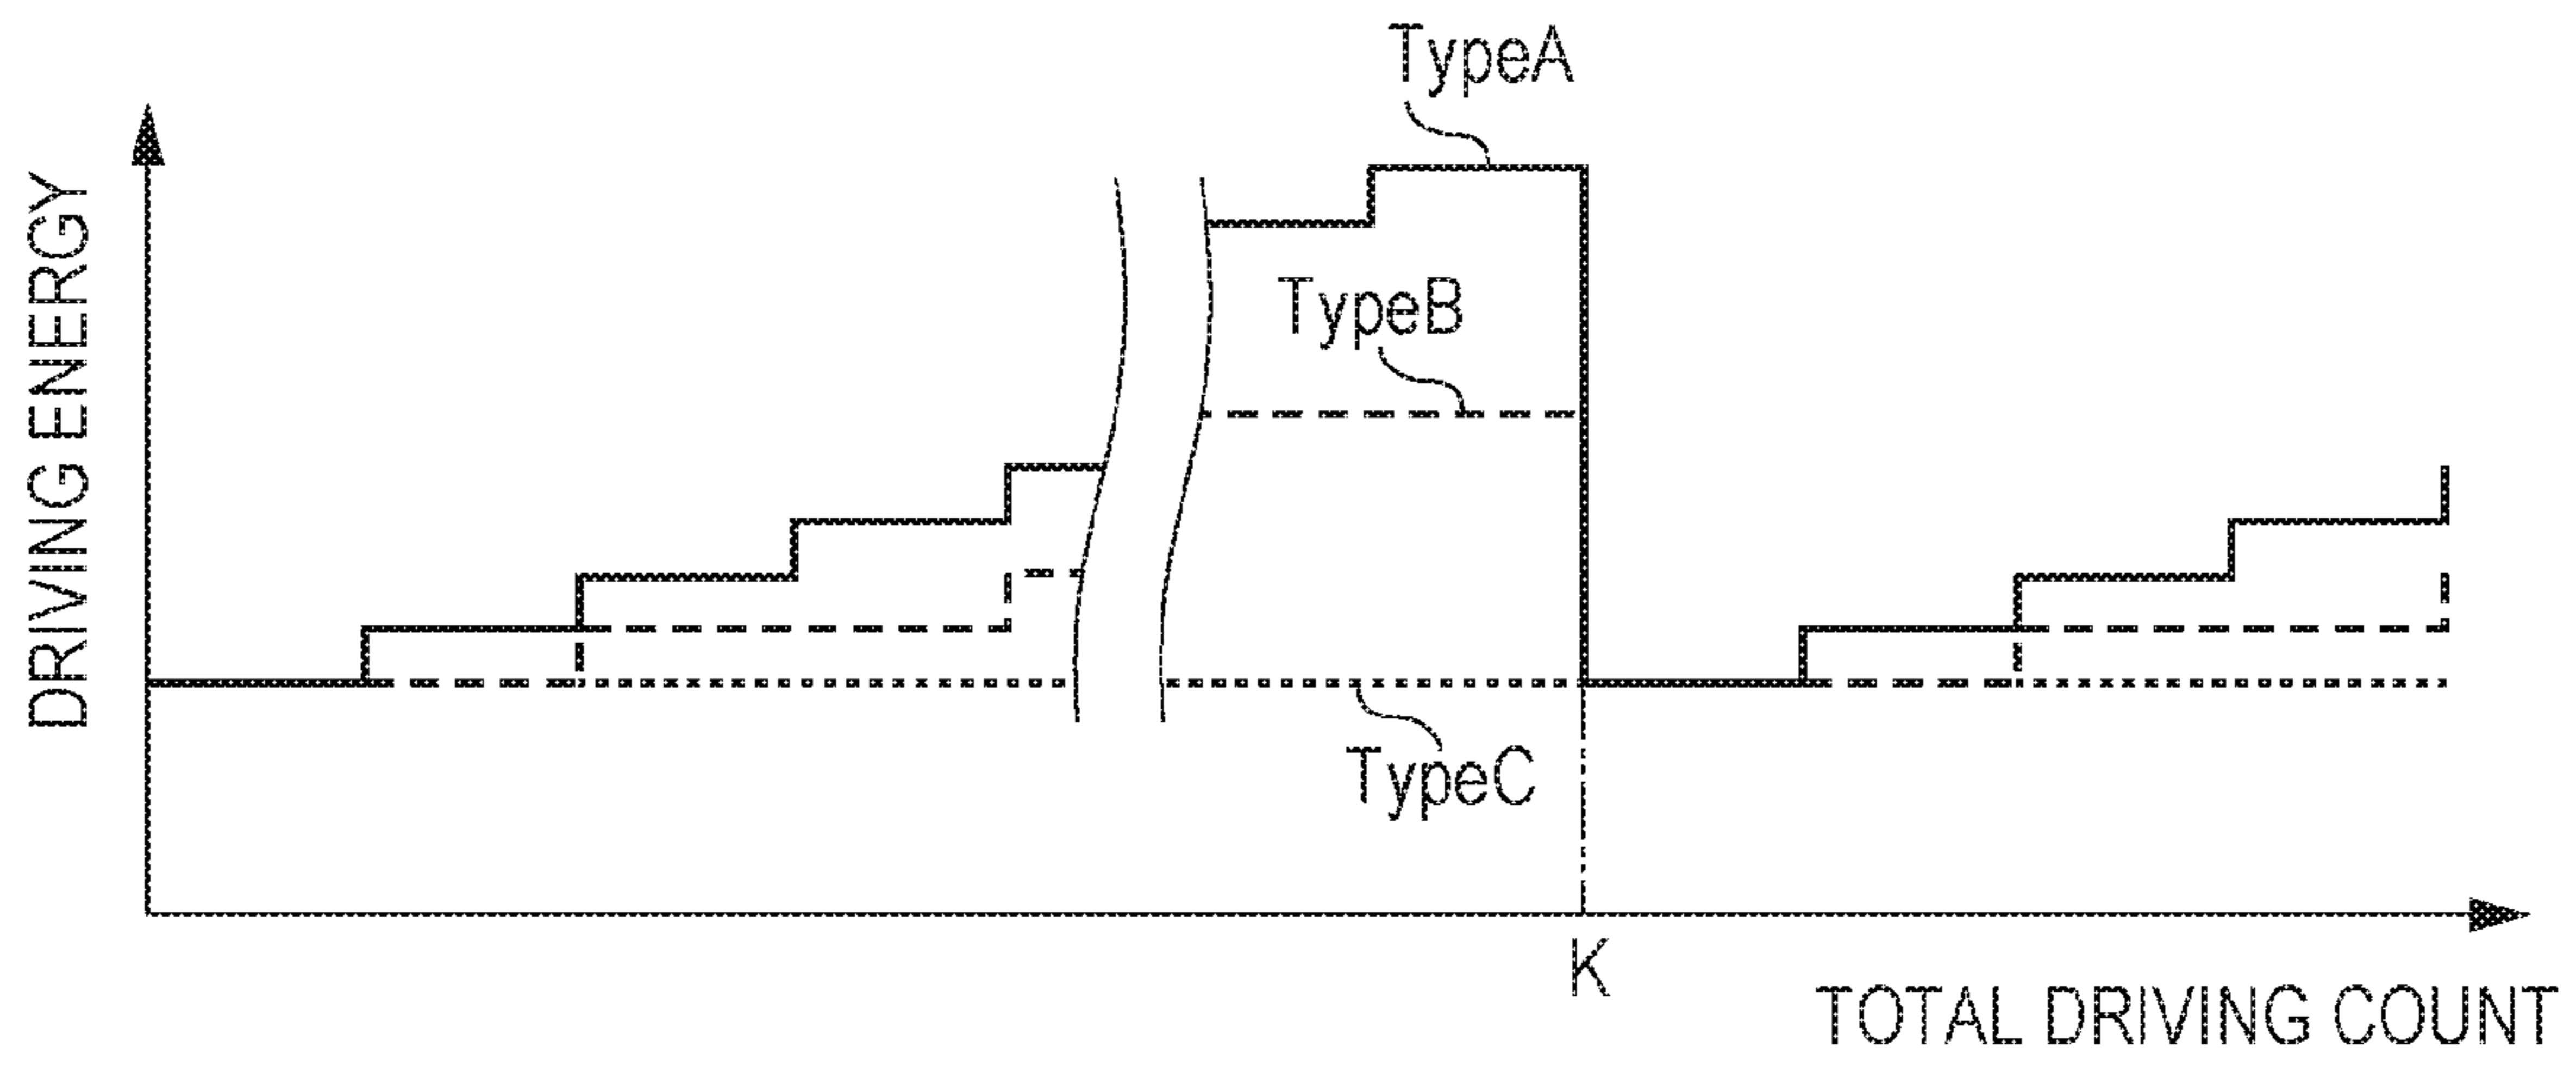 TypeA
DRIVING ENERGY
TypeB
TypeC
K
TOTAL DRIVING COUNT